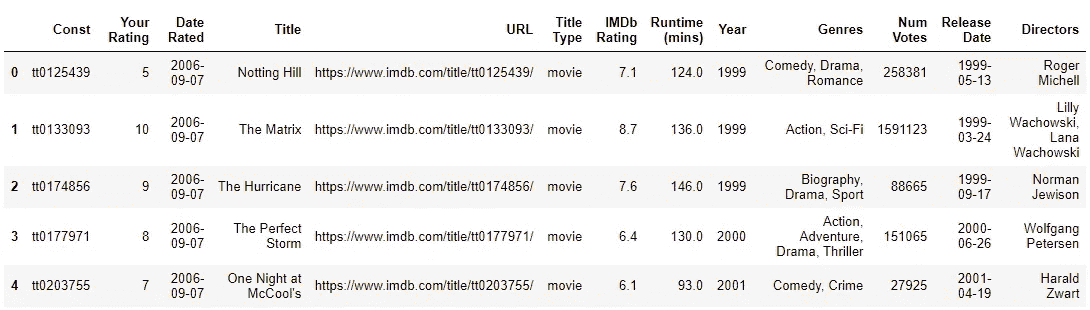 Const Your Rating Date Rated Title URL Title Type IMDb Rating Runtime (mins) Year Genres Num Votes Release Date Directors
0 tt0125439 5 2006-09-07 Notting Hill https://www.imdb.com/title/tt0125439/ movie 7.1 124.0 1999 Comedy, Drama, Romance 258381 1999-05-13 Roger Michell
1 tt0133093 10 2006-09-07 The Matrix https://www.imdb.com/title/tt0133093/ movie 8.7 136.0 1999 Action, Sci-Fi 1591123 1999-03-24 Lilly Wachowski, Lana Wachowski
2 tt0174856 9 2006-09-07 The Hurricane https://www.imdb.com/title/tt0174856/ movie 7.6 146.0 1999 Biography, Drama, Sport 88665 1999-09-17 Norman Jewison
3 tt0177971 8 2006-09-07 The Perfect Storm https://www.imdb.com/title/tt0177971/ movie 6.4 130.0 2000 Action, Adventure, Drama, Thriller 151065 2000-06-26 Wolfgang Petersen
4 tt0203755 7 2006-09-07 One Night at McCool's https://www.imdb.com/title/tt0203755/ movie 6.1 93.0 2001 Comedy, Crime 27925 2001-04-19 Harald Zwart